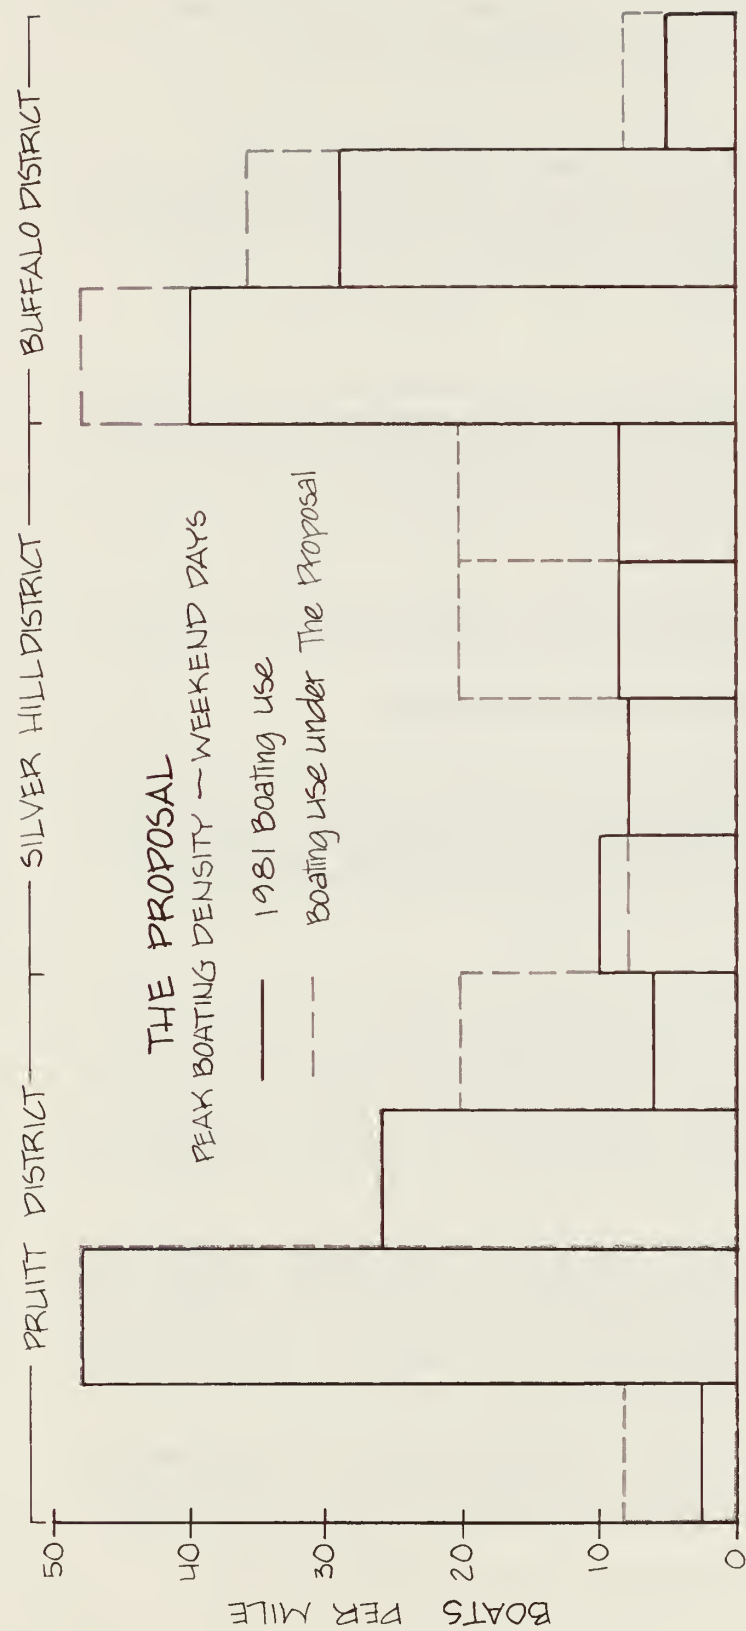 PRUITT DISTRICT
SILVER HILL DISTRICT
BUFFALO DISTRICT
THE PROPOSAL
PEAK BOATING DENSITY — WEEKEND DAYS
1981 Boating Use
Boating Use Under The Proposal
BOATS PER MILE
50
40
30
20
10
0